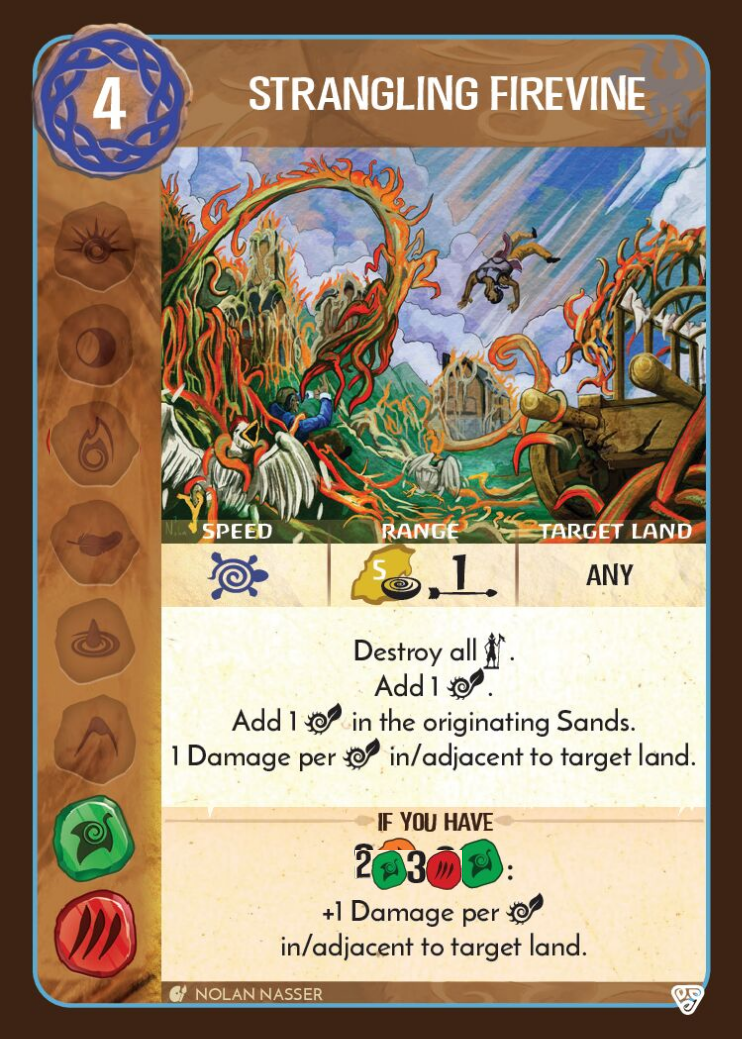 4
STRANGLING FIREVINE
SPEED
RANGE
TARGET LAND
S
1
ANY
Destroy all .
Add 1 .
Add 1 in the originating Sands.
1 Damage per in/adjacent to target land.
IF YOU HAVE
2 3 :
+1 Damage per
in/adjacent to target land.
NOLAN NASSER